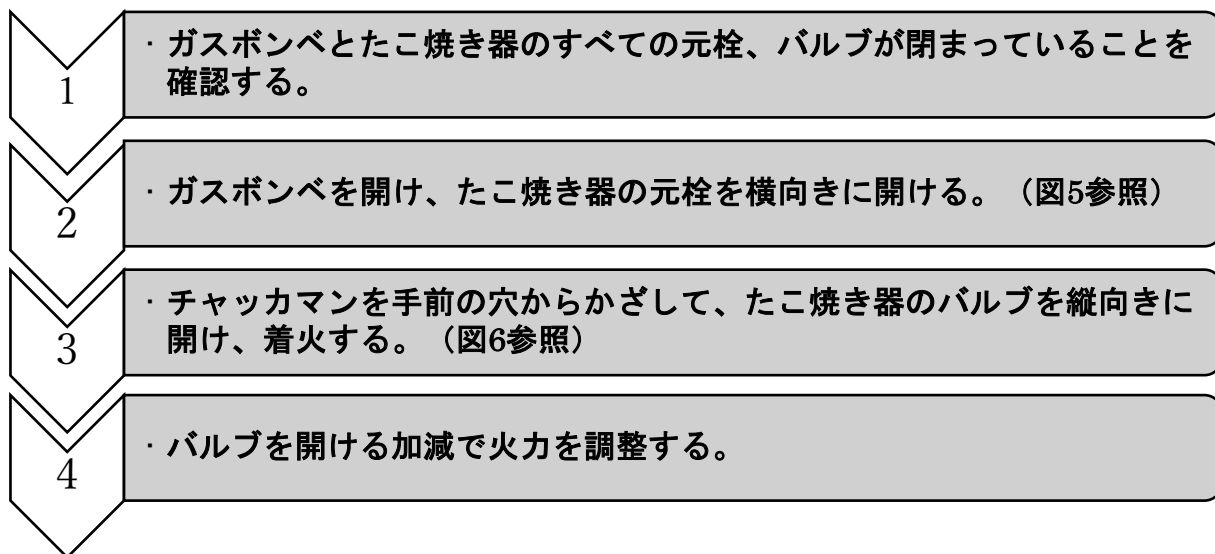 1
・ガスボンベとたこ焼き器のすべての元栓、バルブが閉まっていることを
確認する。
2
・ガスボンベを開け、たこ焼き器の元栓を横向きに開ける。（図5参照）
3
・チャッカマンを手前の穴からかざして、たこ焼き器のバルブを縦向きに
開け、着火する。（図6参照）
4
・バルブを開ける加減で火力を調整する。